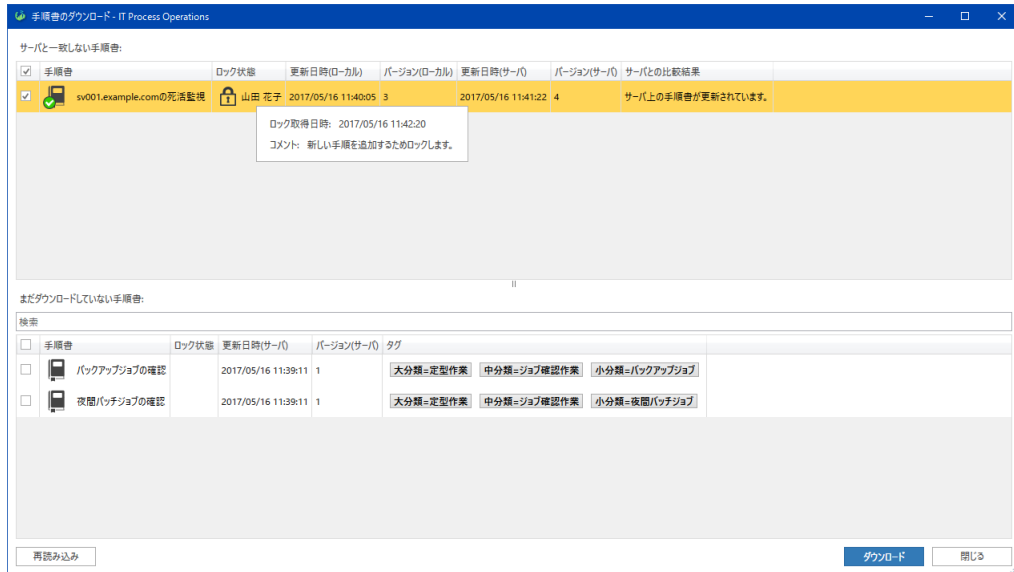 手順書のダウンロード - IT Process Operations
サーバと一致しない手順書:
手順書 ロック状態 更新日時(ローカル) バージョン(ローカル) 更新日時(サーバ) バージョン(サーバ) サーバとの比較結果
sv001.example.comの死活監視 山田 花子 2017/05/16 11:40:05 3 2017/05/16 11:41:22 4 サーバ上の手順書が更新されています。
ロック取得日時: 2017/05/16 11:42:20
コメント: 新しい手順を追加するためロックします。
まだダウンロードしていない手順書:
検索
手順書 ロック状態 更新日時(サーバ) バージョン(サーバ) タグ
バックアップジョブの確認 2017/05/16 11:39:11 1 大分類=定型作業 中分類=ジョブ確認作業 小分類=バックアップジョブ
夜間バッチジョブの確認 2017/05/16 11:39:11 1 大分類=定型作業 中分類=ジョブ確認作業 小分類=夜間バッチジョブ
再読み込み ダウンロード 閉じる